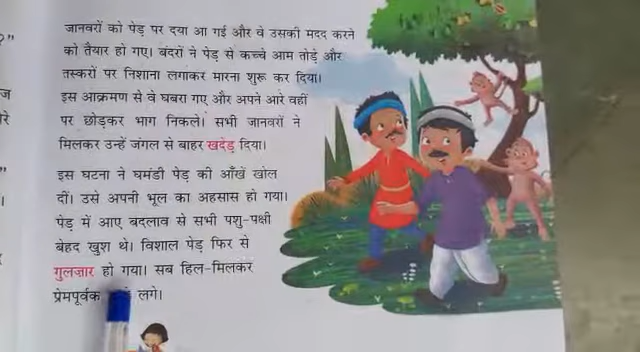 जानवरों को पेड़ पर दया आ गई और वे उसकी मदद करने
को तैयार हो गए। बंदरों ने पेड़ से कच्चे आम तोड़े और
तस्करों पर निशाना लगाकर मारना शुरू कर दिया।
इस आक्रमण से वे घबरा गए और अपने आरे वहीं
पर छोड़कर भाग निकले। सभी जानवरों ने
मिलकर उन्हें जंगल से बाहर खदेड़ दिया।
इस घटना ने घमंडी पेड़ की आँखें खोल
दीं। उसे अपनी भूल का अहसास हो गया।
पेड़ में आए बदलाव से सभी पशु-पक्षी
बेहद खुश थे। विशाल पेड़ फिर से
गुलज़ार हो गया। सब हिल-मिलकर
प्रेमपूर्वक लगे।